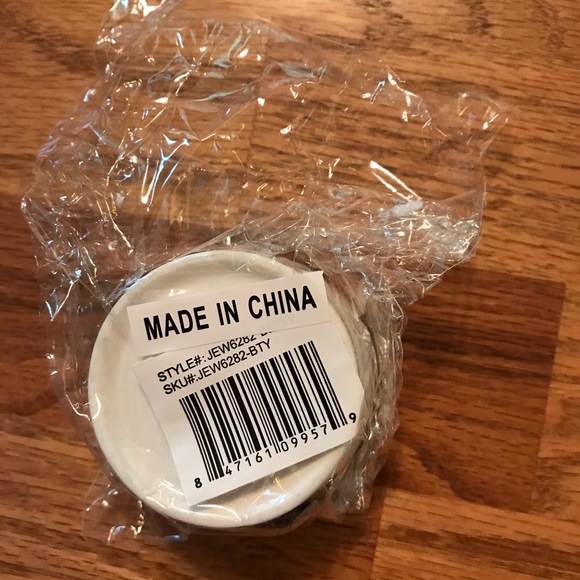 MADE IN CHINA
STYLE#: JEW6282-
SKU#:JEW6282-BTY
8 47161 09957 9